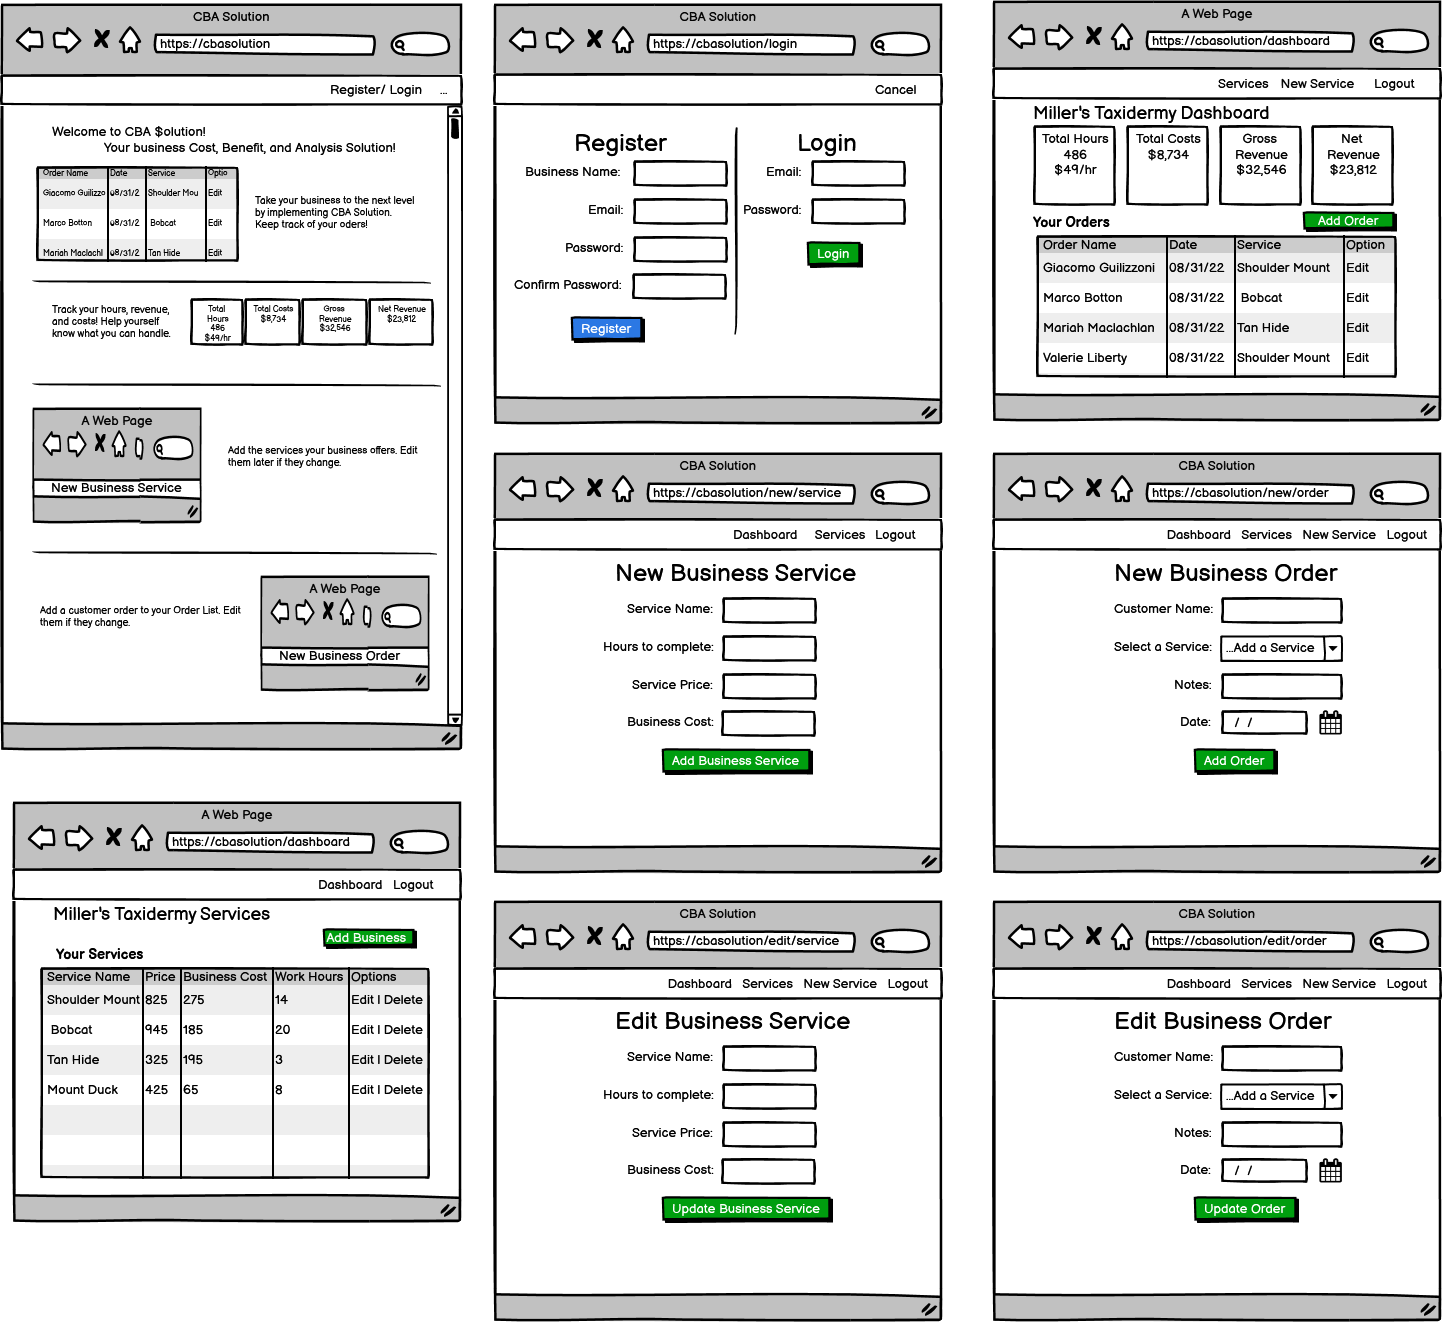 CBA Solution
https://cbasolution
Register/ Login ...
Welcome to CBA $olution!
Your business Cost, Benefit, and Analysis Solution!
Order Name Date Service Optio
Giacomo Guilizzo 08/31/2 Shoulder Mou Edit
Marco Botton 08/31/2 Bobcat Edit
Mariah Maclachl 08/31/2 Tan Hide Edit
Take your business to the next level
by implementing CBA Solution.
Keep track of your oders!
Track your hours, revenue,
and costs! Help yourself
know what you can handle.
Total
Hours
486
$49/hr
Total Costs
$8,734
Gross
Revenue
$32,546
Net Revenue
$23,812
A Web Page
New Business Service
Add the services your business offers. Edit
them later if they change.
Add a customer order to your Order List. Edit
them if they change.
A Web Page
New Business Order
CBA Solution
https://cbasolution/login
Cancel
Register
Business Name:
Email:
Password:
Confirm Password:
Register
Login
Email:
Password:
Login
A Web Page
https://cbasolution/dashboard
Services New Service Logout
Miller's Taxidermy Dashboard
Total Hours
486
$49/hr
Total Costs
$8,734
Gross
Revenue
$32,546
Net
Revenue
$23,812
Your Orders
Add Order
Order Name Date Service Option
Giacomo Guilizzoni 08/31/22 Shoulder Mount Edit
Marco Botton 08/31/22 Bobcat Edit
Mariah Maclachlan 08/31/22 Tan Hide Edit
Valerie Liberty 08/31/22 Shoulder Mount Edit
CBA Solution
https://cbasolution/new/service
Dashboard Services Logout
New Business Service
Service Name:
Hours to complete:
Service Price:
Business Cost:
Add Business Service
CBA Solution
https://cbasolution/new/order
Dashboard Services New Service Logout
New Business Order
Customer Name:
Select a Service: ...Add a Service
Notes:
Date: / /
Add Order
A Web Page
https://cbasolution/dashboard
Dashboard Logout
Miller's Taxidermy Services
Add Business
Your Services
Service Name Price Business Cost Work Hours Options
Shoulder Mount 825 275 14 Edit | Delete
Bobcat 945 185 20 Edit | Delete
Tan Hide 325 195 3 Edit | Delete
Mount Duck 425 65 8 Edit | Delete
CBA Solution
https://cbasolution/edit/service
Dashboard Services New Service Logout
Edit Business Service
Service Name:
Hours to complete:
Service Price:
Business Cost:
Update Business Service
CBA Solution
https://cbasolution/edit/order
Dashboard Services New Service Logout
Edit Business Order
Customer Name:
Select a Service: ...Add a Service
Notes:
Date: / /
Update Order